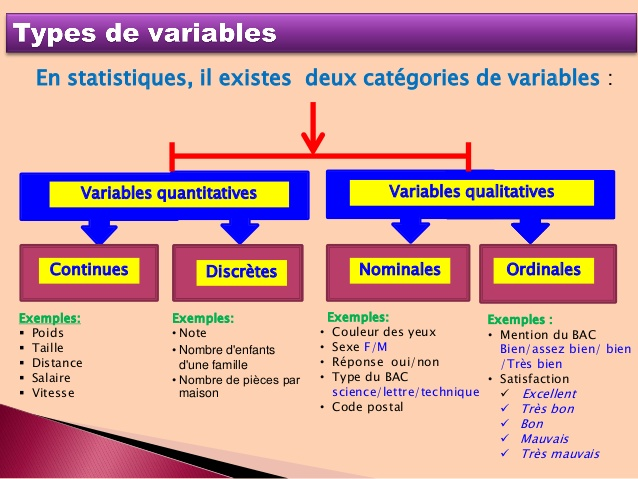 Types de variables
En statistiques, il existes deux catégories de variables :
Variables quantitatives
Variables qualitatives
Continues
Discrètes
Nominales
Ordinales
Exemples:
▪ Poids
▪ Taille
▪ Distance
▪ Salaire
▪ Vitesse
Exemples:
• Note
• Nombre d'enfants
d'une famille
• Nombre de pièces par
maison
Exemples:
• Couleur des yeux
• Sexe F/M
• Réponse oui/non
• Type du BAC
science/lettre/technique
• Code postal
Exemples :
• Mention du BAC
Bien/assez bien/ bien
/Très bien
• Satisfaction
✓ Excellent
✓ Très bon
✓ Bon
✓ Mauvais
✓ Très mauvais